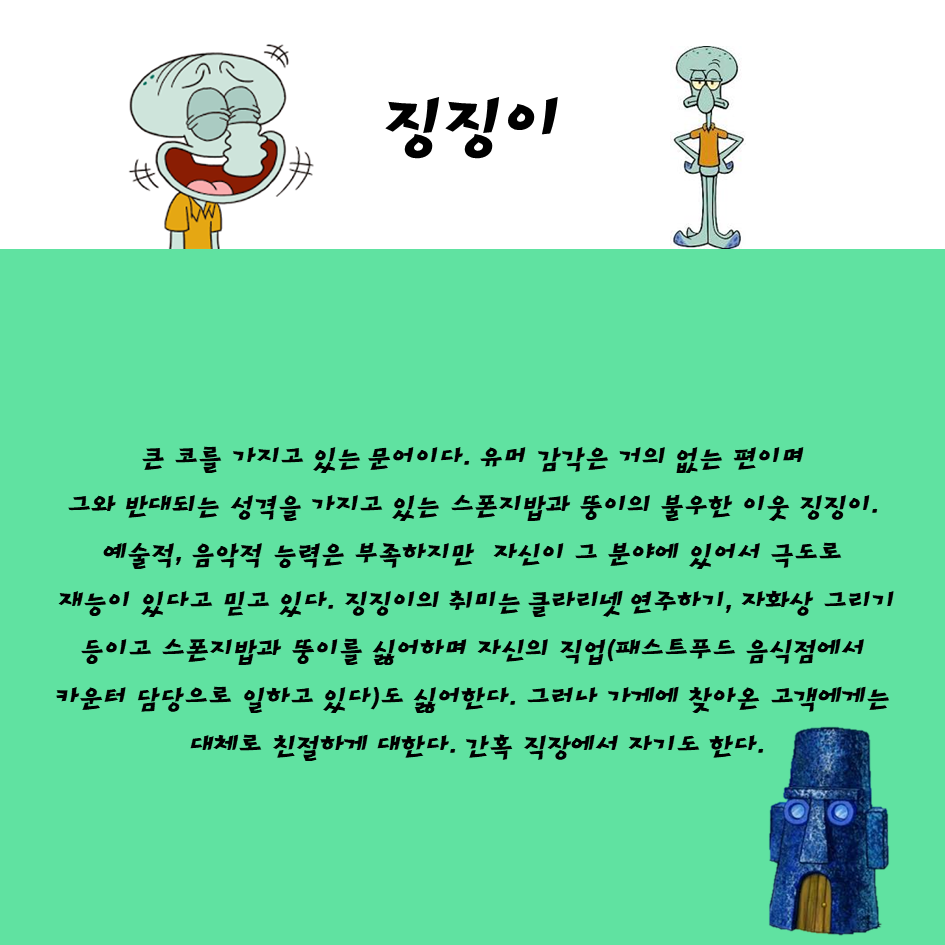 징징이
큰 코를 가지고 있는 문어이다. 유머 감각은 거의 없는 편이며
그와 반대되는 성격을 가지고 있는 스폰지밥과 뚱이의 불우한 이웃 징징이.
예술적, 음악적 능력은 부족하지만 자신이 그 분야에 있어서 극도로
재능이 있다고 믿고 있다. 징징이의 취미는 클라리넷 연주하기, 자화상 그리기
등이고 스폰지밥과 뚱이를 싫어하며 자신의 직업(패스트푸드 음식점에서
카운터 담당으로 일하고 있다)도 싫어한다. 그러나 가게에 찾아온 고객에게는
대체로 친절하게 대한다. 간혹 직장에서 자기도 한다.